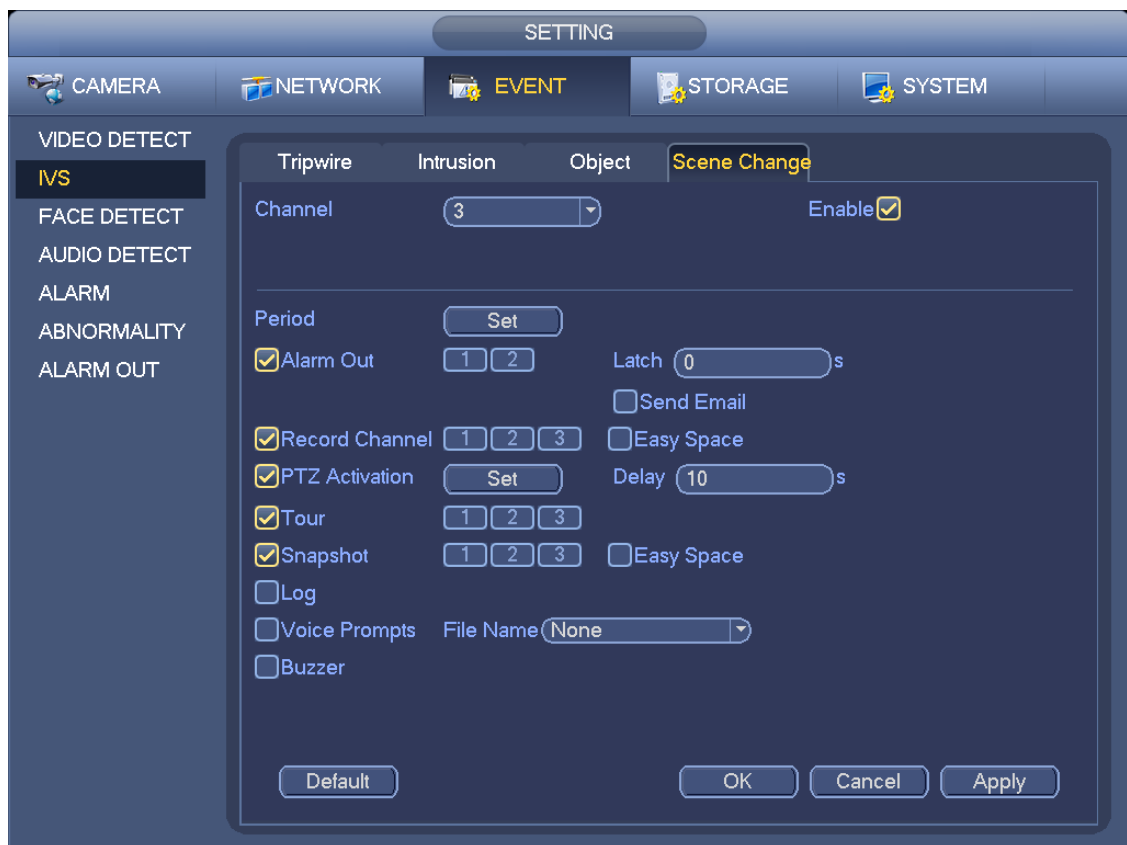 SETTING
CAMERA NETWORK EVENT STORAGE SYSTEM
VIDEO DETECT
IVS
FACE DETECT
AUDIO DETECT
ALARM
ABNORMALITY
ALARM OUT
Tripwire Intrusion Object Scene Change
Channel 3 Enable
Period Set
Alarm Out 1 2 Latch 0 s
Send Email
Record Channel 1 2 3 Easy Space
PTZ Activation Set Delay 10 s
Tour 1 2 3
Snapshot 1 2 3 Easy Space
Log
Voice Prompts File Name None
Buzzer
Default OK Cancel Apply